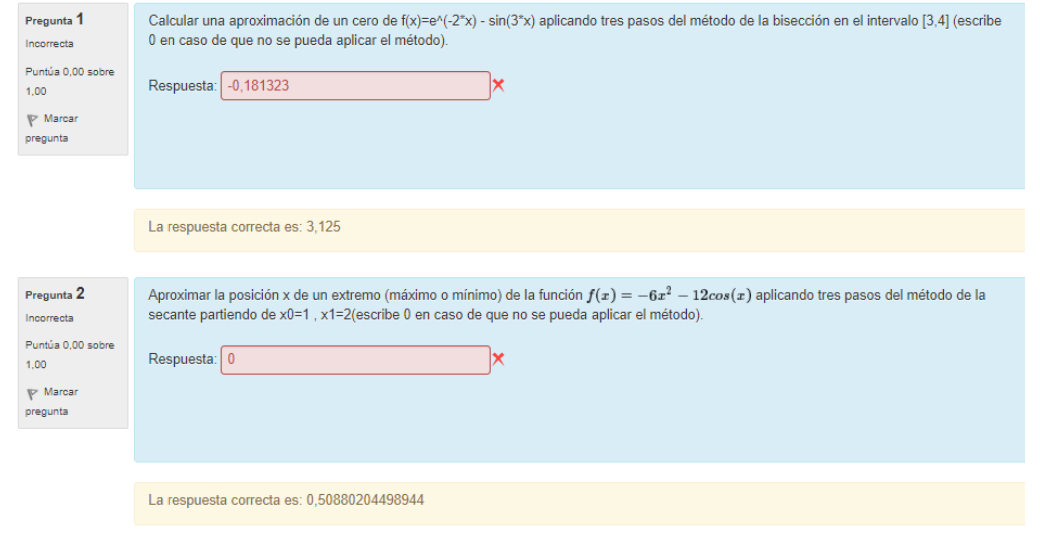 Pregunta 1
Incorrecta
Puntúa 0,00 sobre
1,00
Marcar
pregunta
Calcular una aproximación de un cero de f(x)=e^(-2*x) - sin(3*x) aplicando tres pasos del método de la bisección en el intervalo [3,4] (escribe
0 en caso de que no se pueda aplicar el método).
Respuesta: -0,181323
La respuesta correcta es: 3,125
Pregunta 2
Incorrecta
Puntúa 0,00 sobre
1,00
Marcar
pregunta
Aproximar la posición x de un extremo (máximo o mínimo) de la función f(x) = −6x² − 12cos(x) aplicando tres pasos del método de la
secante partiendo de x0=1 , x1=2(escribe 0 en caso de que no se pueda aplicar el método).
Respuesta: 0
La respuesta correcta es: 0,50880204498944